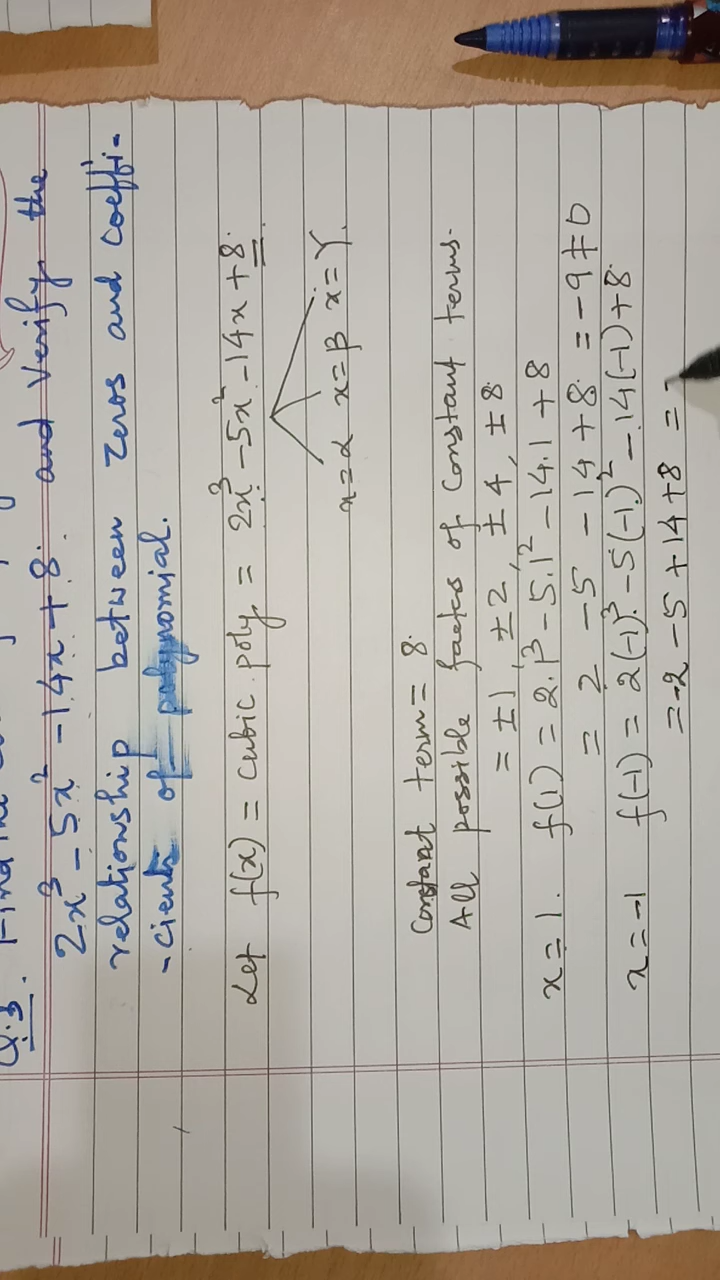 Q.3. Find the
2x³ - 5x² - 14x + 8. and verify the
relationship between zeros and coeffi-
-cients of polynomial.
Let f(x) = cubic poly = 2x³ - 5x² - 14x + 8.
x=α x=β x=γ.
Constant term = 8.
All possible factors of constant terms.
= ±1, ±2, ±4, ±8
x=1. f(1) = 2.1³ - 5.1² - 14.1 + 8
= 2 - 5 - 14 + 8 = -9 ≠ 0
x=-1 f(-1) = 2(-1)³ - 5(-1)² - 14(-1) + 8.
= -2 - 5 + 14 + 8 = -